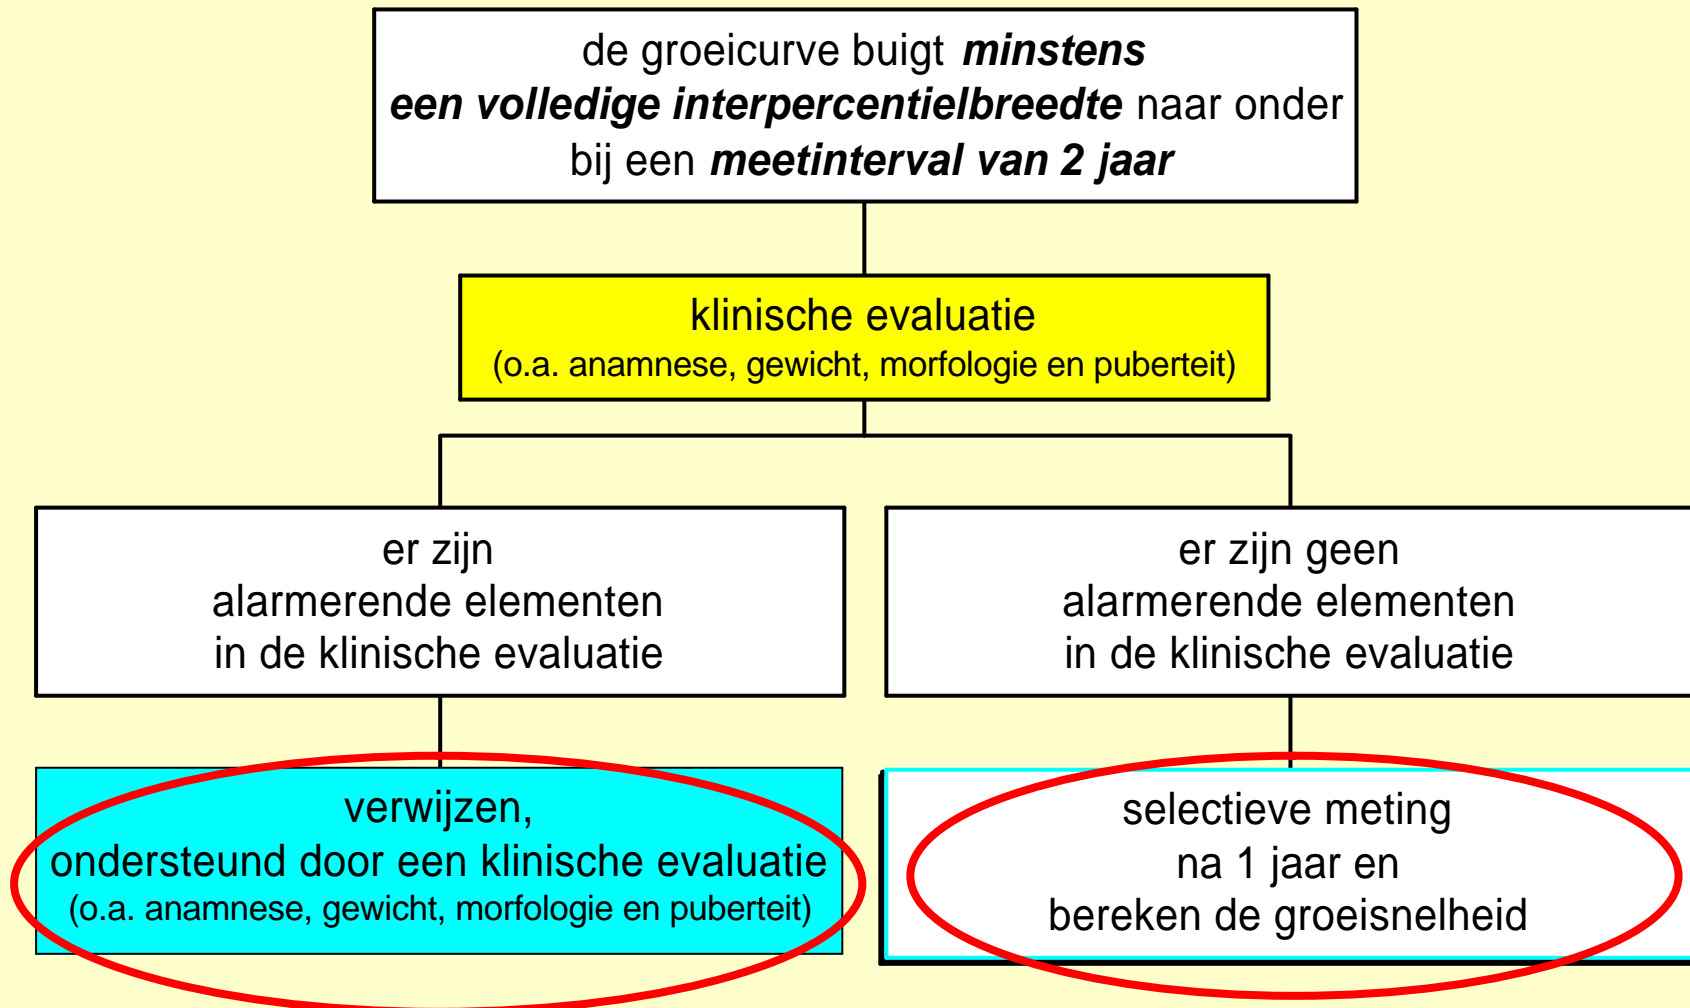 de groeicurve buigt minstens
een volledige interpercentielbreedte naar onder
bij een meetinterval van 2 jaar
klinische evaluatie
(o.a. anamnese, gewicht, morfologie en puberteit)
er zijn
alarmerende elementen
in de klinische evaluatie
er zijn geen
alarmerende elementen
in de klinische evaluatie
verwijzen,
ondersteund door een klinische evaluatie
(o.a. anamnese, gewicht, morfologie en puberteit)
selectieve meting
na 1 jaar en
bereken de groeisnelheid